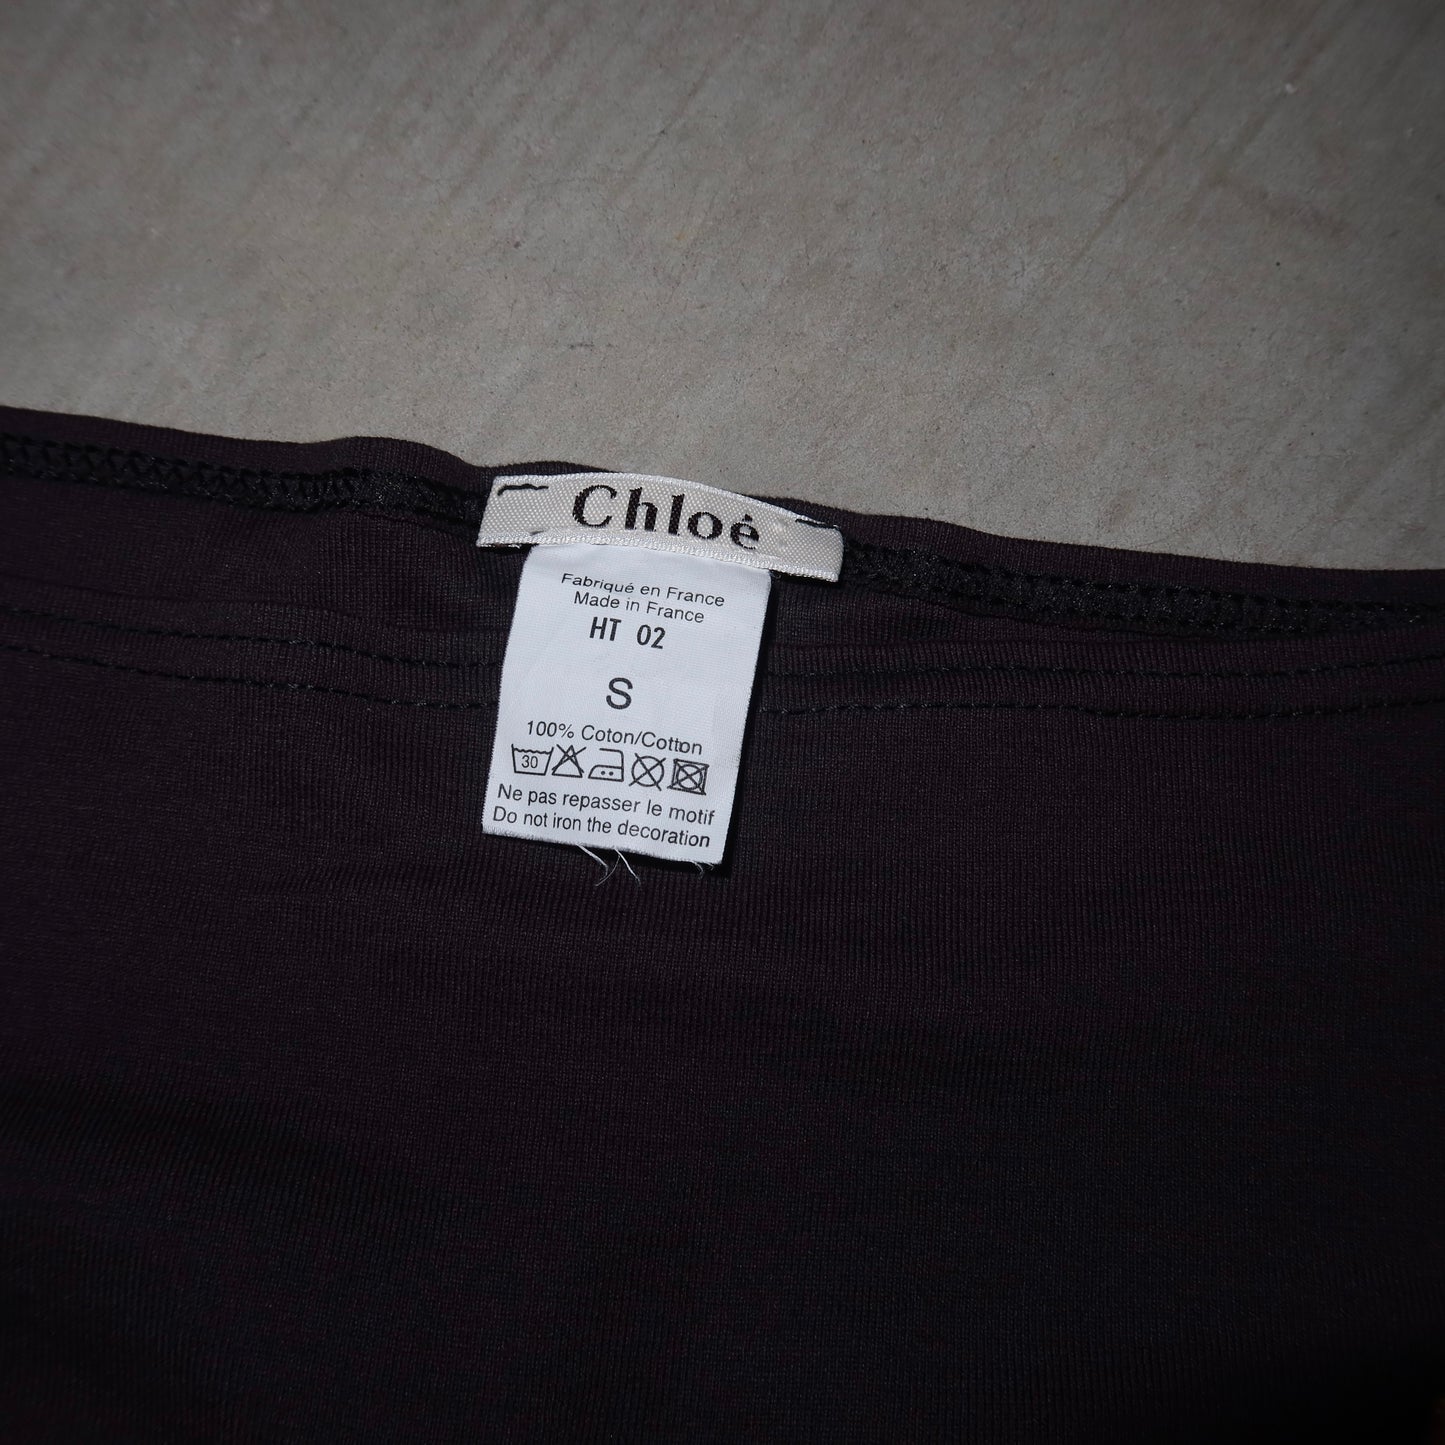 Chloé
Fabriqué en France
Made in France
HT 02
S
100% Coton/Cotton
30
Ne pas repasser le motif
Do not iron the decoration